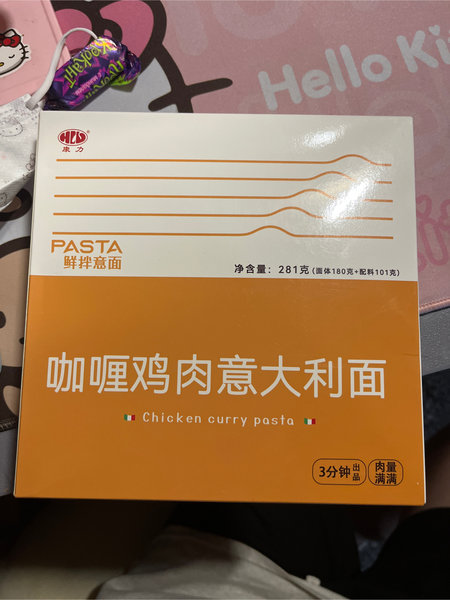 Hello Ki
HLS
康力
PASTA
鲜拌意面
净含量：281克（面体180克+配料101克）
咖喱鸡肉意大利面
Chicken curry pasta
3分钟出品
肉量满满